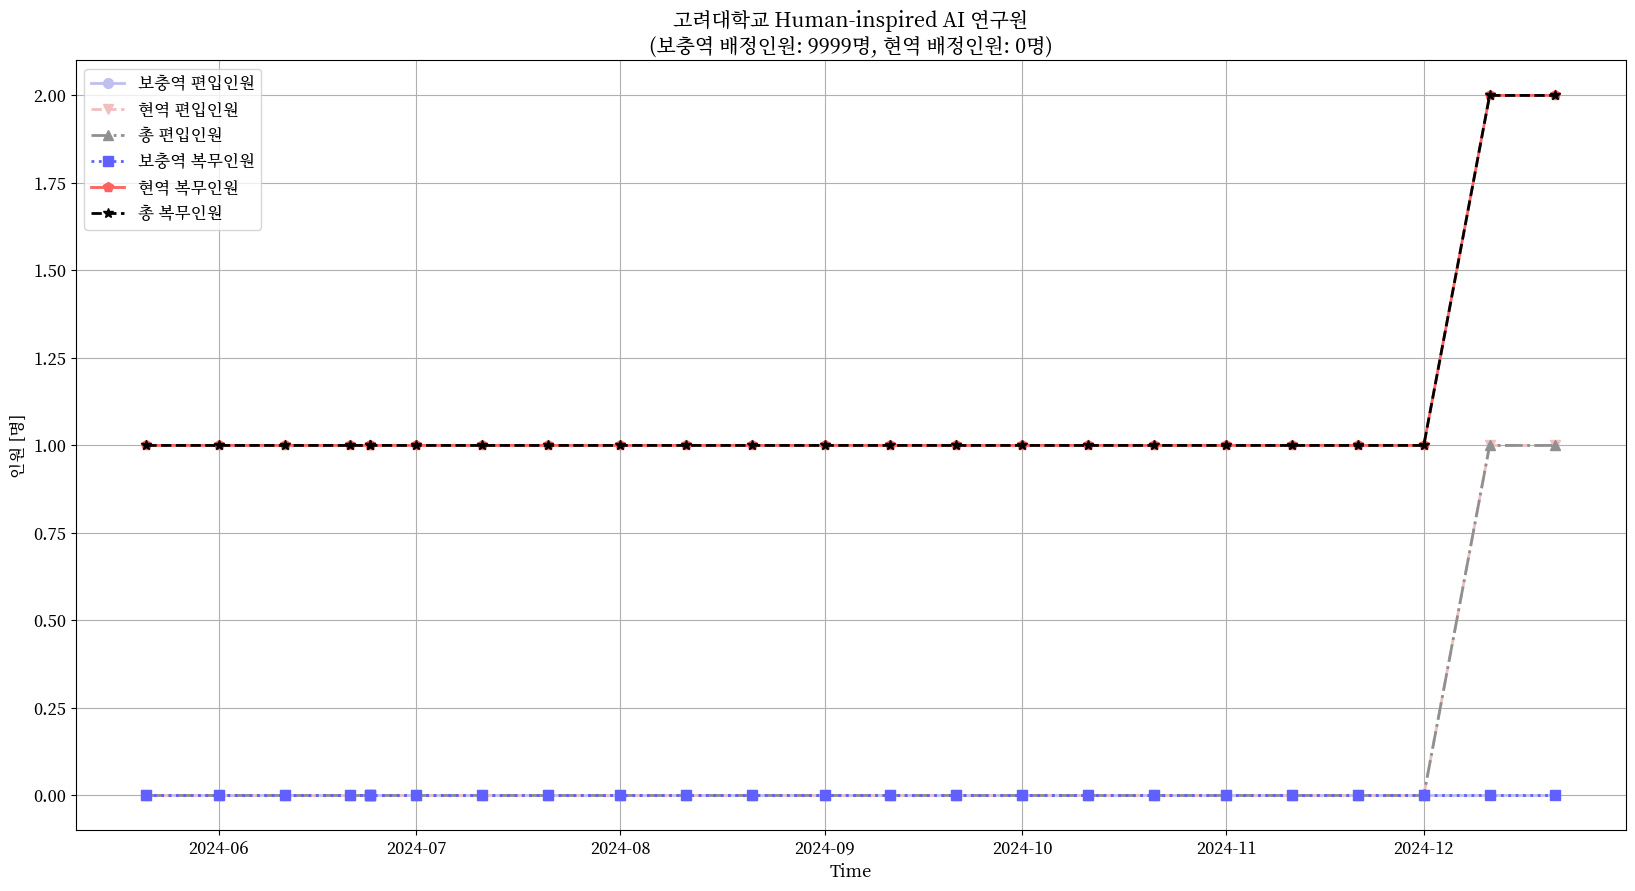 고려대학교 Human-inspired AI 연구원
(보충역 배정인원: 9999명, 현역 배정인원: 0명)
보충역 편입인원
현역 편입인원
총 편입인원
보충역 복무인원
현역 복무인원
총 복무인원
2.00
1.75
1.50
1.25
1.00
0.75
0.50
0.25
0.00
인원 [명]
2024-06 2024-07 2024-08 2024-09 2024-10 2024-11 2024-12
Time